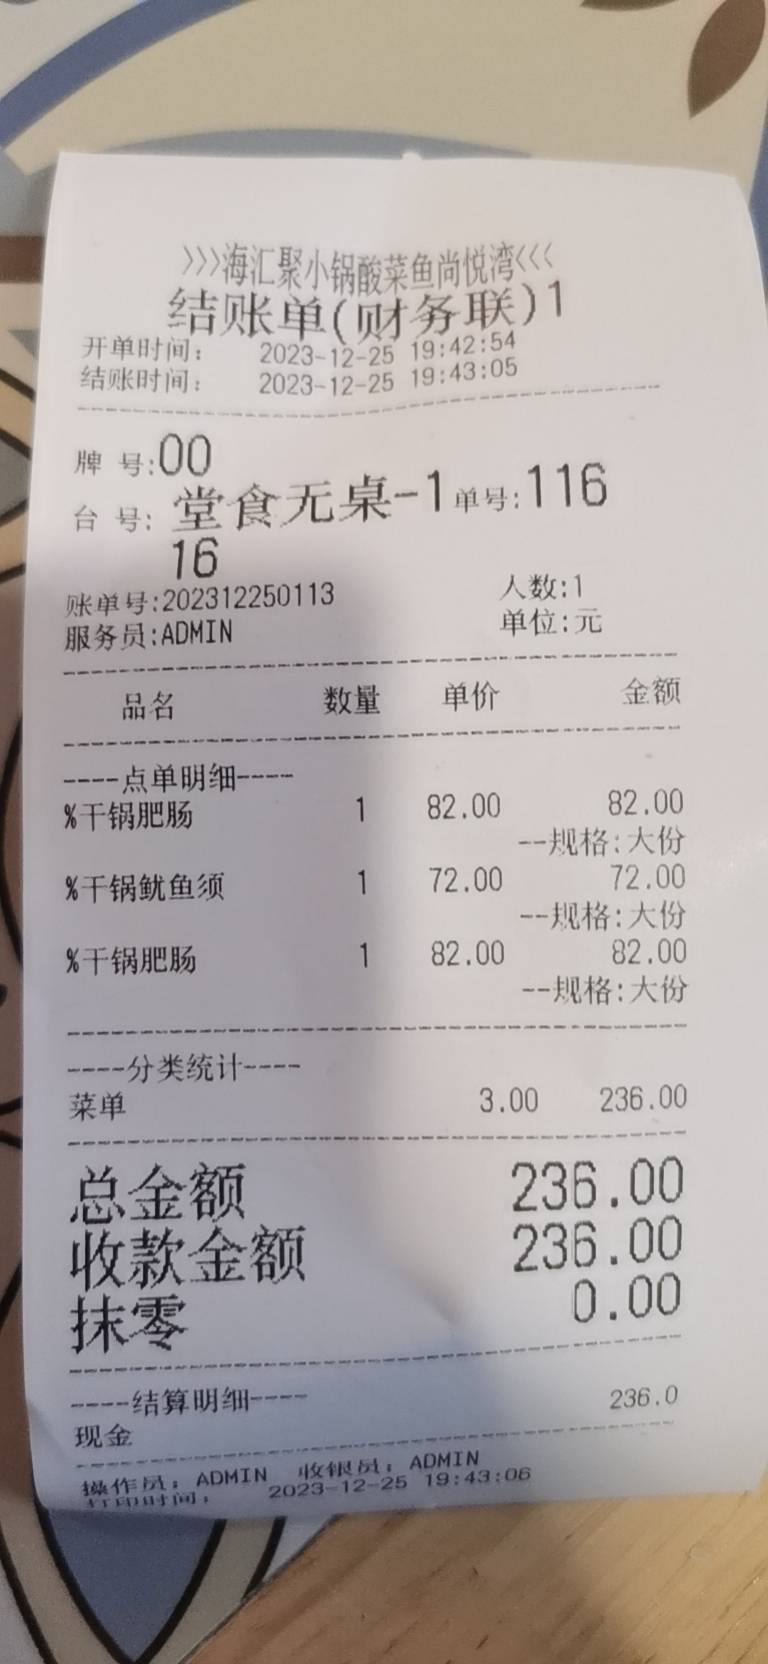 >>>海汇聚小锅酸菜鱼尚悦湾<<<
结账单(财务联)1
开单时间: 2023-12-25 19:42:54
结账时间: 2023-12-25 19:43:05
牌 号:00
台 号: 堂食无桌-1 单号:116
16
账单号:202312250113 人数:1
服务员:ADMIN 单位:元
品名 数量 单价 金额
----点单明细----
%干锅肥肠 1 82.00 82.00
--规格:大份
%干锅鱿鱼须 1 72.00 72.00
--规格:大份
%干锅肥肠 1 82.00 82.00
--规格:大份
----分类统计----
菜单 3.00 236.00
总金额 236.00
收款金额 236.00
抹零 0.00
----结算明细----
现金 236.0
操作员: ADMIN 收银员: ADMIN
打印时间: 2023-12-25 19:43:06